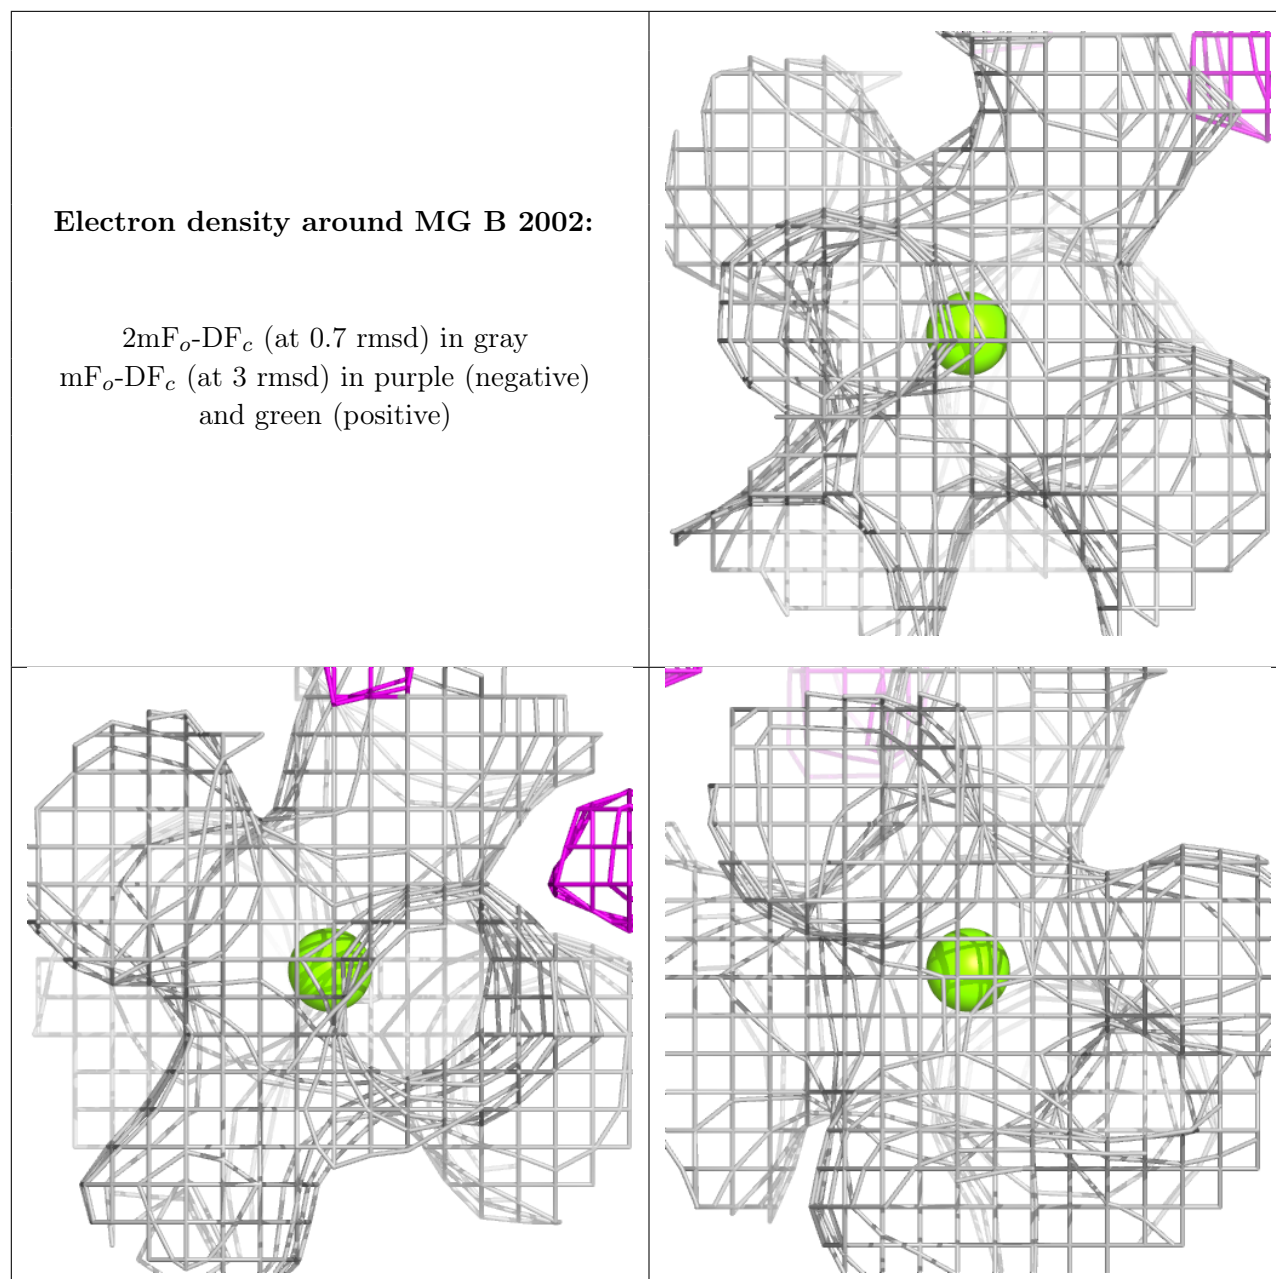 Electron density around MG B 2002:
2mFo-DFc (at 0.7 rmsd) in gray
mFo-DFc (at 3 rmsd) in purple (negative)
and green (positive)